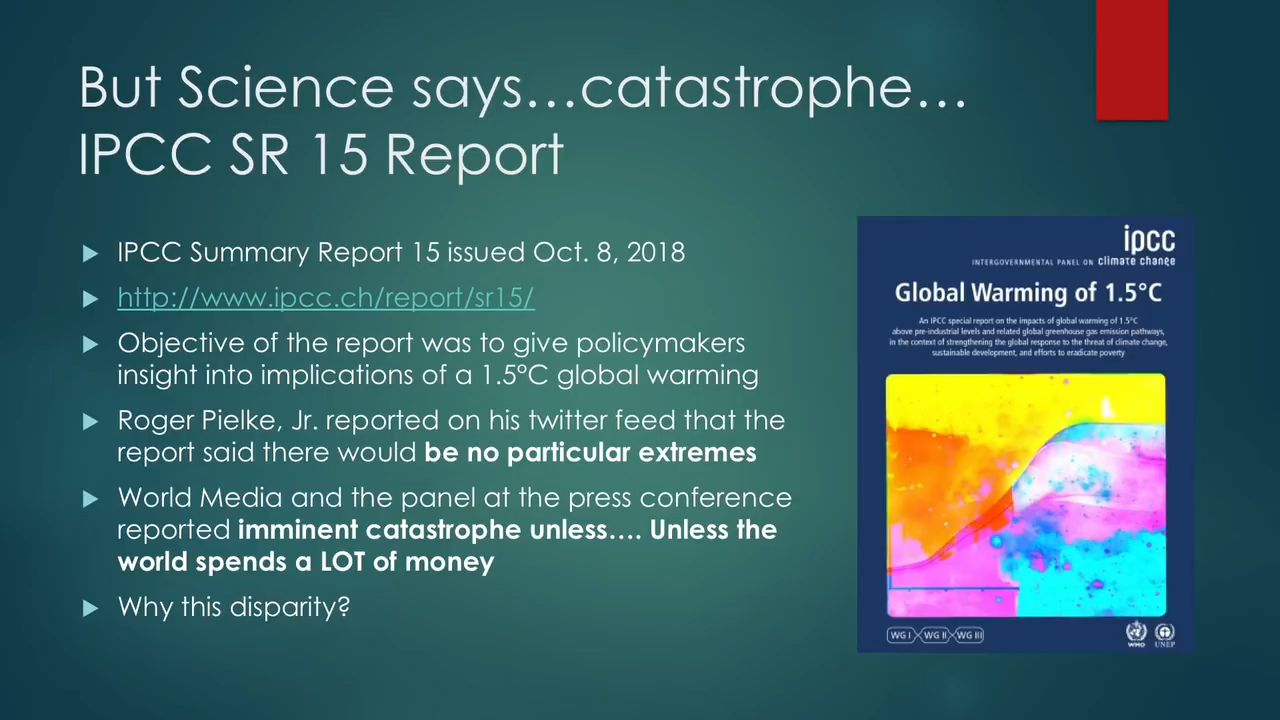 But Science says…catastrophe…
IPCC SR 15 Report
IPCC Summary Report 15 issued Oct. 8, 2018
http://www.ipcc.ch/report/sr15/
Objective of the report was to give policymakers
insight into implications of a 1.5°C global warming
Roger Pielke, Jr. reported on his twitter feed that the
report said there would be no particular extremes
World Media and the panel at the press conference
reported imminent catastrophe unless…. Unless the
world spends a LOT of money
Why this disparity?
ipcc
INTERGOVERNMENTAL PANEL ON climate change
Global Warming of 1.5°C
An IPCC special report on the impacts of global warming of 1.5°C
above pre-industrial levels and related global greenhouse gas emission pathways,
in the context of strengthening the global response to the threat of climate change,
sustainable development, and efforts to eradicate poverty
WG I WG II WG III
WMO UNEP